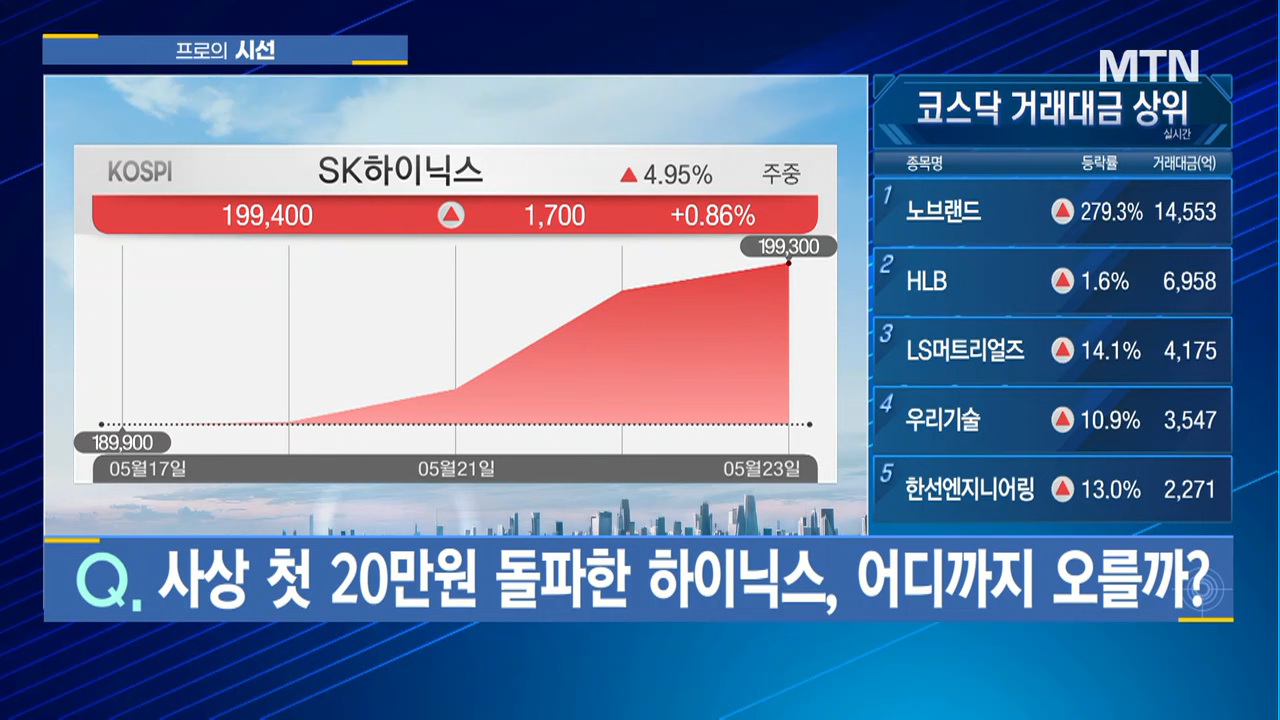 프로의 시선
MTN
KOSPI SK하이닉스 ▲ 4.95% 주중
199,400 ▲ 1,700 +0.86%
199,300
189,900
05월17일 05월21일 05월23일
코스닥 거래대금 상위
실시간
종목명 등락률 거래대금(억)
1 노브랜드 ▲ 279.3% 14,553
2 HLB ▲ 1.6% 6,958
3 LS머트리얼즈 ▲ 14.1% 4,175
4 우리기술 ▲ 10.9% 3,547
5 한선엔지니어링 ▲ 13.0% 2,271
Q. 사상 첫 20만원 돌파한 하이닉스, 어디까지 오를까?